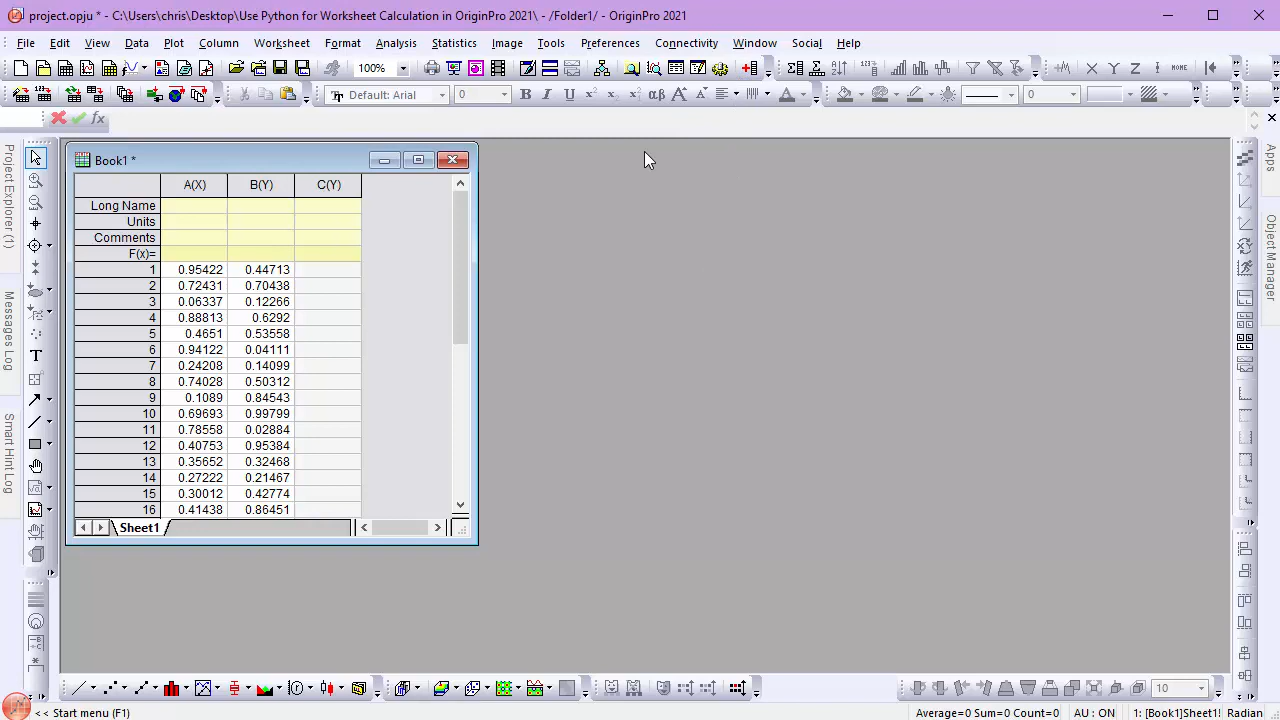 project.opju * - C:\Users\chris\Desktop\Use Python for Worksheet Calculation in OriginPro 2021\ - /Folder1/ - OriginPro 2021
File Edit View Data Plot Column Worksheet Format Analysis Statistics Image Tools Preferences Connectivity Window Social Help
100%
HOME
Default: Arial 0 B I U αβ A A 0
fx
Project Explorer (1)
Messages Log
Smart Hint Log
Apps
Object Manager
Book1 *
A(X) B(Y) C(Y)
Long Name
Units
Comments
F(x)=
1 0.95422 0.44713
2 0.72431 0.70438
3 0.06337 0.12266
4 0.88813 0.6292
5 0.4651 0.53558
6 0.94122 0.04111
7 0.24208 0.14099
8 0.74028 0.50312
9 0.1089 0.84543
10 0.69693 0.99799
11 0.78558 0.02884
12 0.40753 0.95384
13 0.35652 0.32468
14 0.27222 0.21467
15 0.30012 0.42774
16 0.41438 0.86451
Sheet1
T
10
<< Start menu (F1) Average=0 Sum=0 Count=0 AU : ON 1: [Book1]Sheet1! Radian